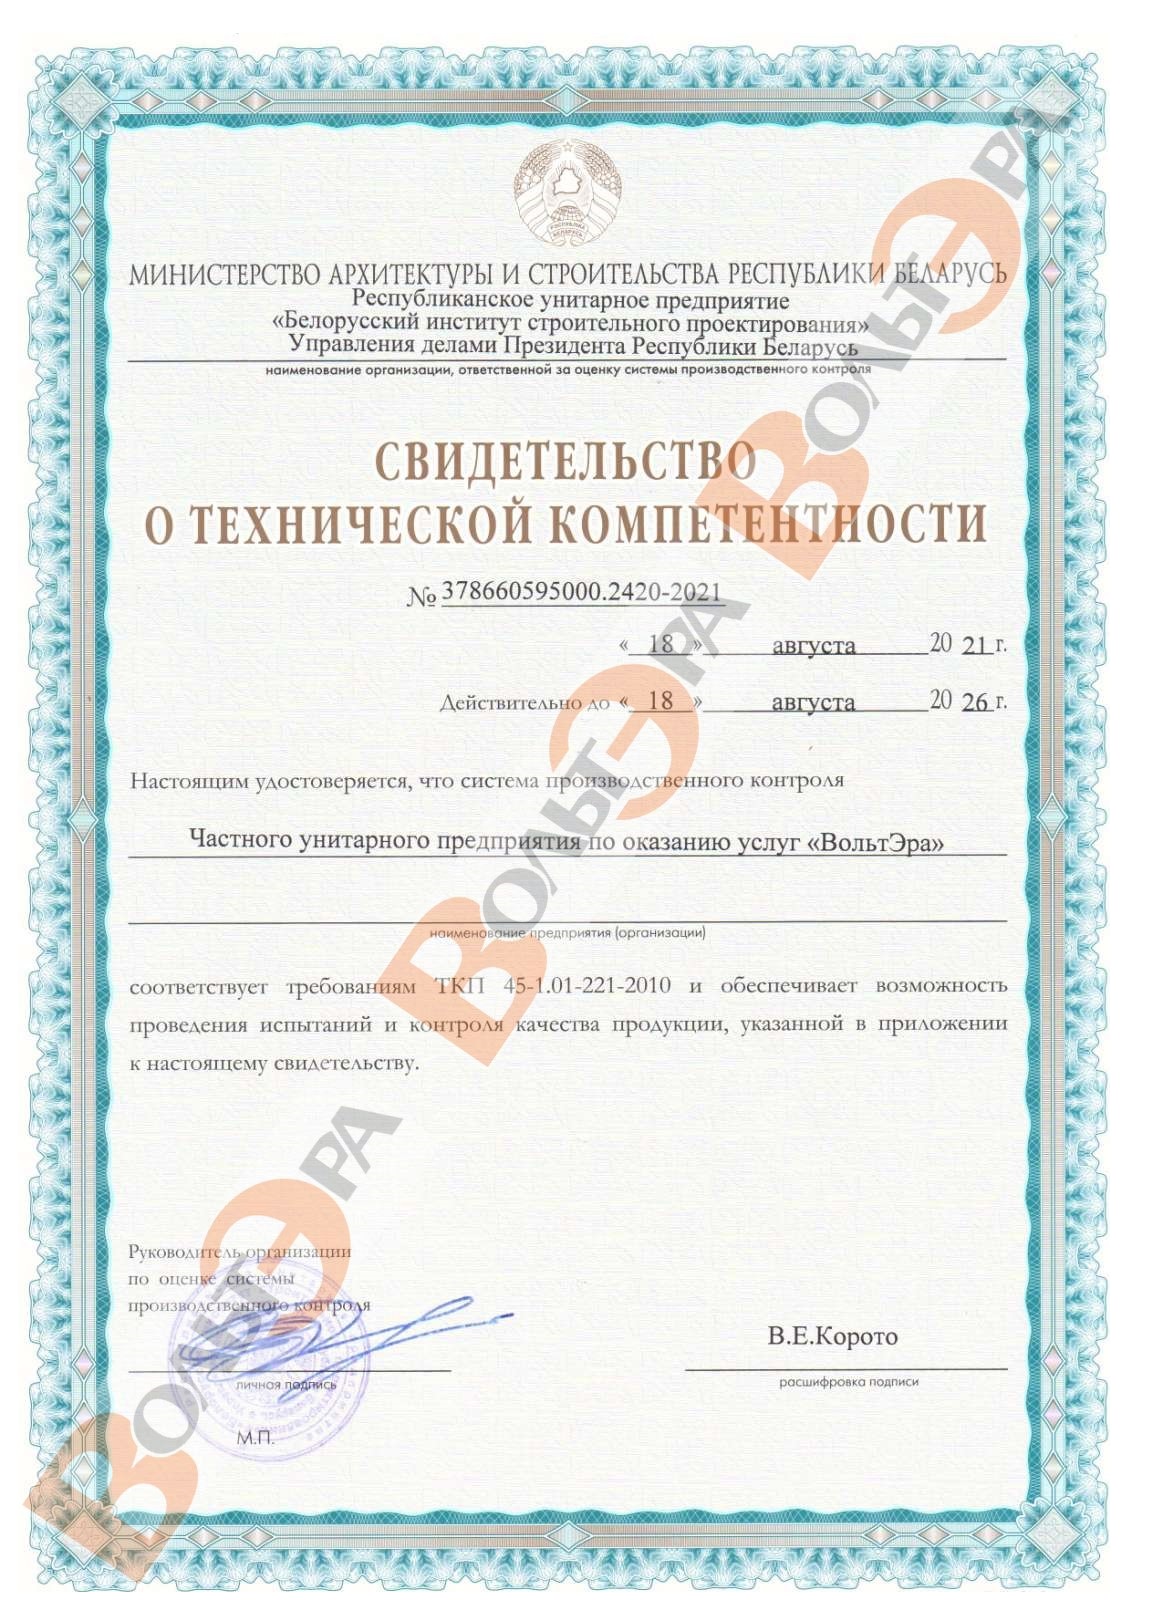 РЕСПУБЛІКА
БЕЛАРУСЬ
МИНИСТЕРСТВО АРХИТЕКТУРЫ И СТРОИТЕЛЬСТВА РЕСПУБЛИКИ БЕЛАРУСЬ
Республиканское унитарное предприятие
«Белорусский институт строительного проектирования»
Управления делами Президента Республики Беларусь
наименование организации, ответственной за оценку системы производственного контроля
СВИДЕТЕЛЬСТВО
О ТЕХНИЧЕСКОЙ КОМПЕТЕНТНОСТИ
№ 378660595000.2420-2021
« 18 » августа 20 21 г.
Действительно до « 18 » августа 20 26 г.
Настоящим удостоверяется, что система производственного контроля
Частного унитарного предприятия по оказанию услуг «ВольтЭра»
наименование предприятия (организации)
соответствует требованиям ТКП 45-1.01-221-2010 и обеспечивает возможность
проведения испытаний и контроля качества продукции, указанной в приложении
к настоящему свидетельству.
Руководитель организации
по оценке системы
производственного контроля
В.Е.Корото
личная подпись
расшифровка подписи
М.П.
ВольтЭра
ВольтЭра
ВольтЭра